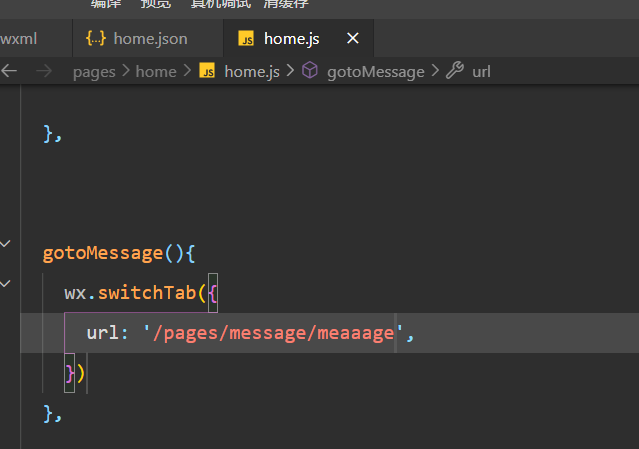 编译 预览 真机调试 清缓存
wxml {..} home.json JS home.js ×
← → pages > home > JS home.js > gotoMessage > url
},
gotoMessage(){
wx.switchTab({
url: '/pages/message/meaaage',
})
},